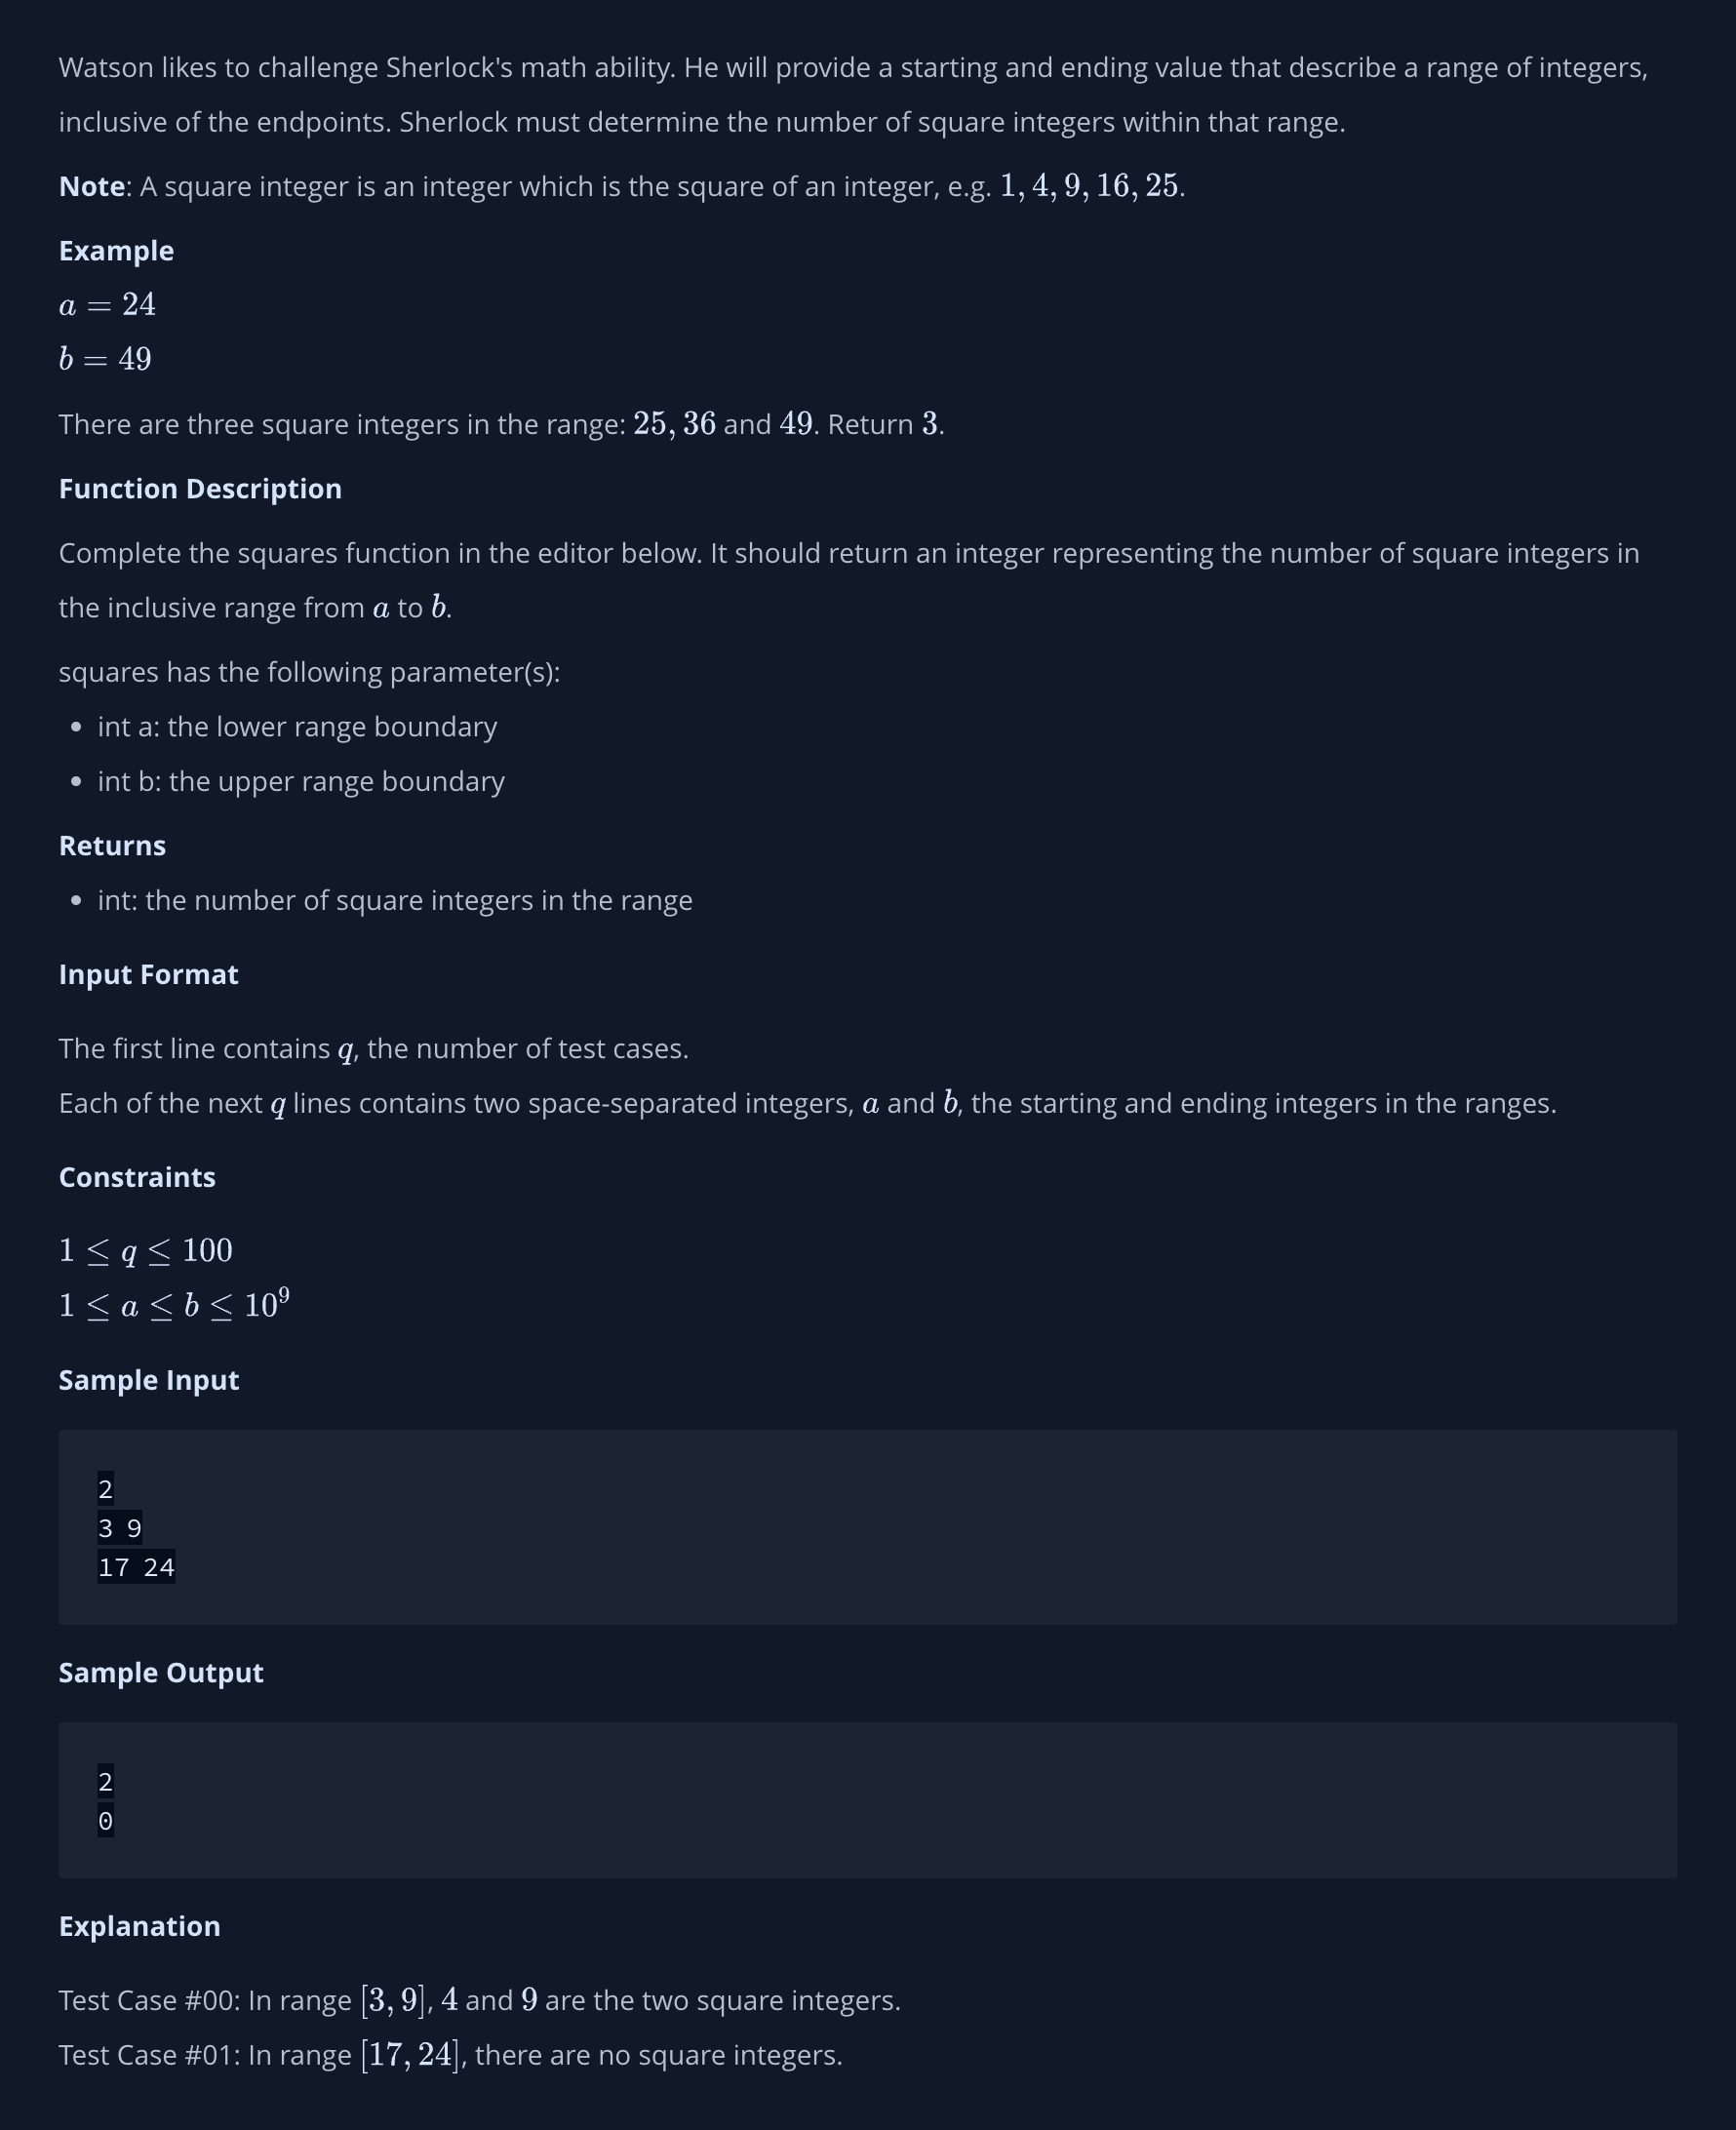 Watson likes to challenge Sherlock's math ability. He will provide a starting and ending value that describe a range of integers,
inclusive of the endpoints. Sherlock must determine the number of square integers within that range.
Note: A square integer is an integer which is the square of an integer, e.g. 1, 4, 9, 16, 25.
Example
a = 24
b = 49
There are three square integers in the range: 25, 36 and 49. Return 3.
Function Description
Complete the squares function in the editor below. It should return an integer representing the number of square integers in
the inclusive range from a to b.
squares has the following parameter(s):
• int a: the lower range boundary
• int b: the upper range boundary
Returns
• int: the number of square integers in the range
Input Format
The first line contains q, the number of test cases.
Each of the next q lines contains two space-separated integers, a and b, the starting and ending integers in the ranges.
Constraints
1 ≤ q ≤ 100
1 ≤ a ≤ b ≤ 10⁹
Sample Input
2
3 9
17 24
Sample Output
2
0
Explanation
Test Case #00: In range [3, 9], 4 and 9 are the two square integers.
Test Case #01: In range [17, 24], there are no square integers.